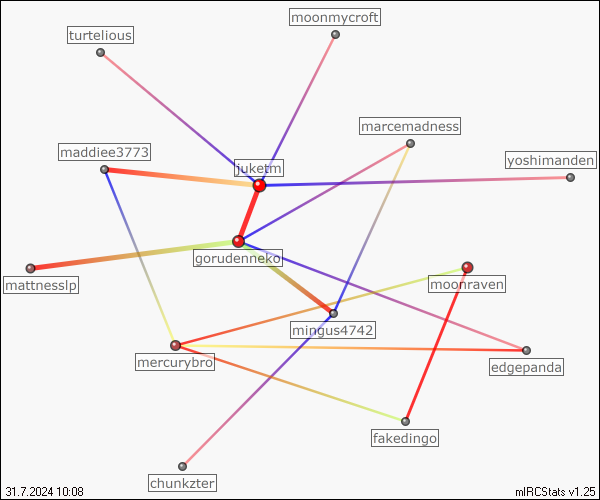 moonmycroft
turtelious
marcemadness
maddiee3773
yoshimanden
juketm
gorudenneko
mattnesslp
moonraven
mingus4742
mercurybro
edgepanda
fakedingo
chunkzter
31.7.2024 10:08
mIRCStats v1.25